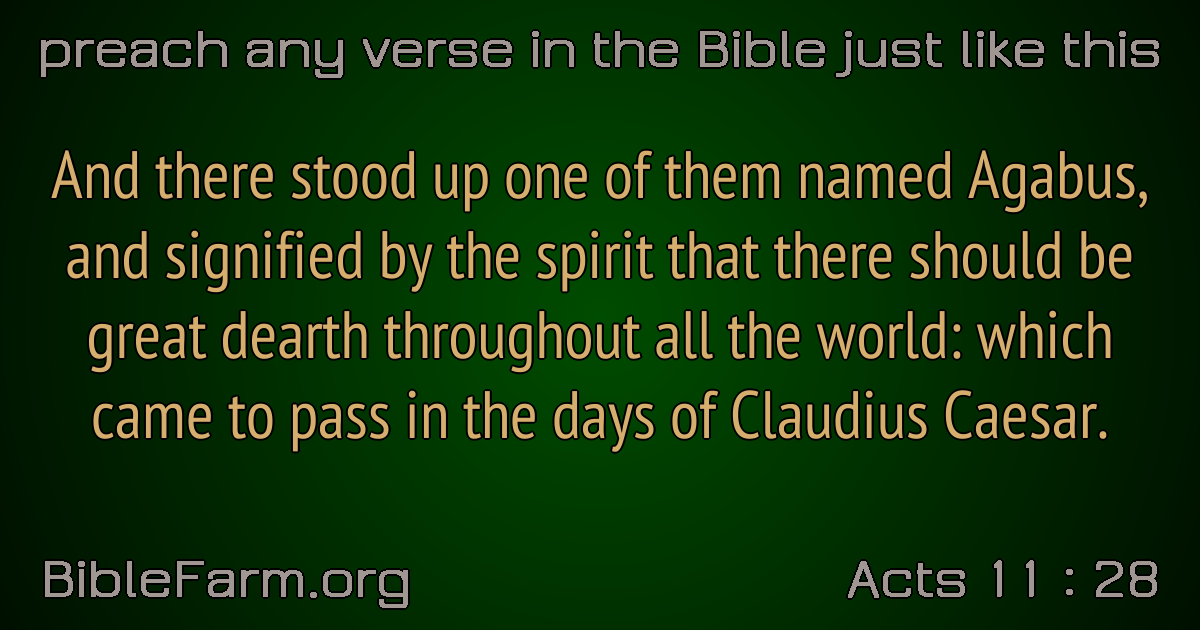 preach any verse in the Bible just like this
And there stood up one of them named Agabus,
and signified by the spirit that there should be
great dearth throughout all the world: which
came to pass in the days of Claudius Caesar.
BibleFarm.org
Acts 11 : 28